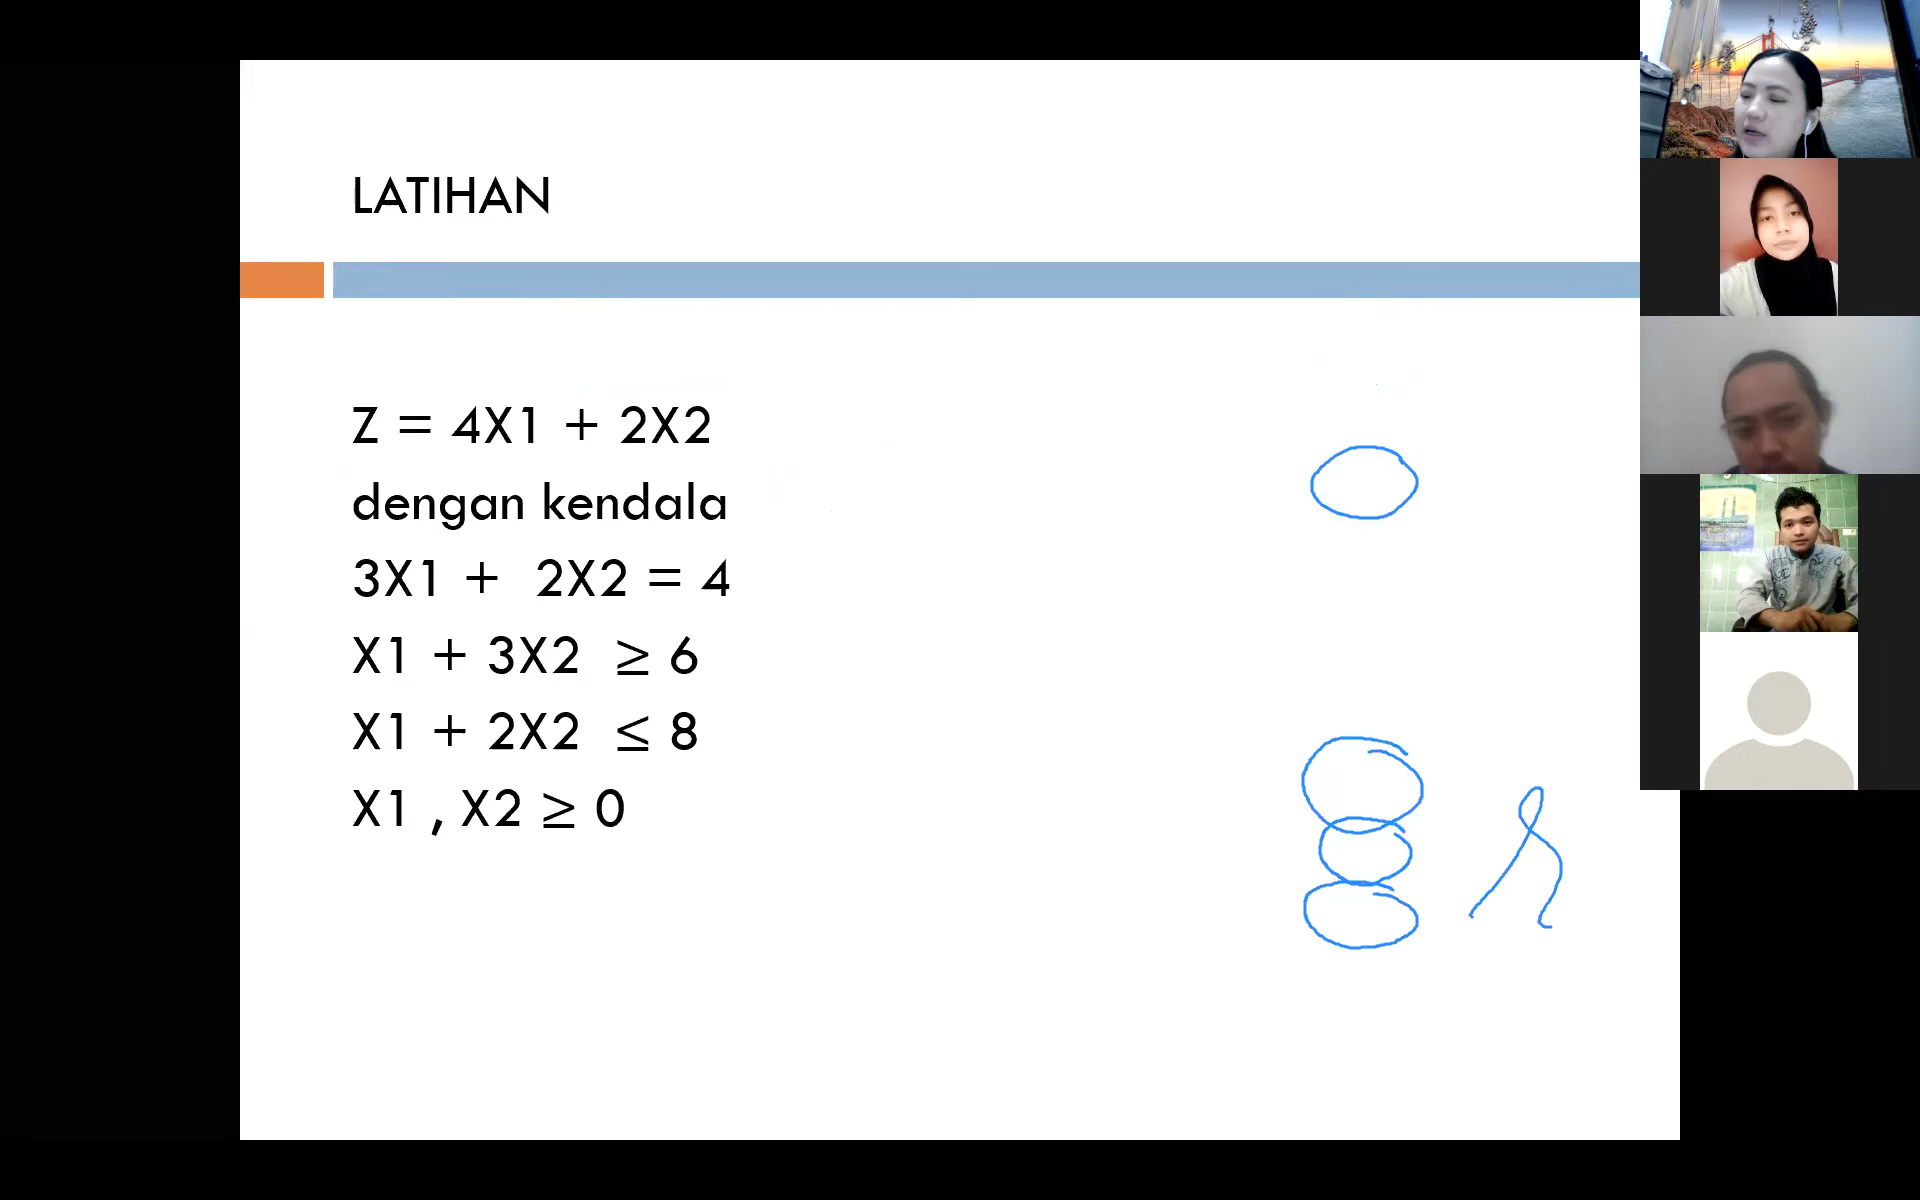 LATIHAN
Z = 4X1 + 2X2
dengan kendala
3X1 + 2X2 = 4
X1 + 3X2 ≥ 6
X1 + 2X2 ≤ 8
X1 , X2 ≥ 0